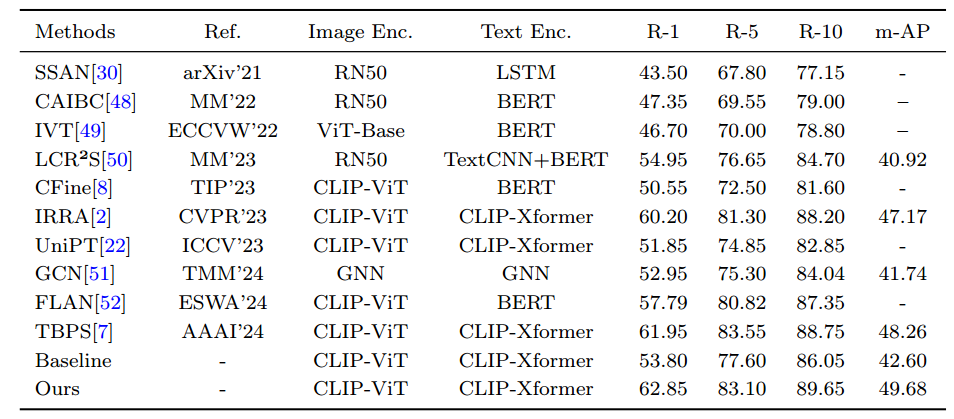 Methods Ref. Image Enc. Text Enc. R-1 R-5 R-10 m-AP
SSAN[30] arXiv'21 RN50 LSTM 43.50 67.80 77.15 -
CAIBC[48] MM'22 RN50 BERT 47.35 69.55 79.00 –
IVT[49] ECCVW'22 ViT-Base BERT 46.70 70.00 78.80 –
LCR²S[50] MM'23 RN50 TextCNN+BERT 54.95 76.65 84.70 40.92
CFine[8] TIP'23 CLIP-ViT BERT 50.55 72.50 81.60 -
IRRA[2] CVPR'23 CLIP-ViT CLIP-Xformer 60.20 81.30 88.20 47.17
UniPT[22] ICCV'23 CLIP-ViT CLIP-Xformer 51.85 74.85 82.85 -
GCN[51] TMM'24 GNN GNN 52.95 75.30 84.04 41.74
FLAN[52] ESWA'24 CLIP-ViT BERT 57.79 80.82 87.35 -
TBPS[7] AAAI'24 CLIP-ViT CLIP-Xformer 61.95 83.55 88.75 48.26
Baseline - CLIP-ViT CLIP-Xformer 53.80 77.60 86.05 42.60
Ours - CLIP-ViT CLIP-Xformer 62.85 83.10 89.65 49.68